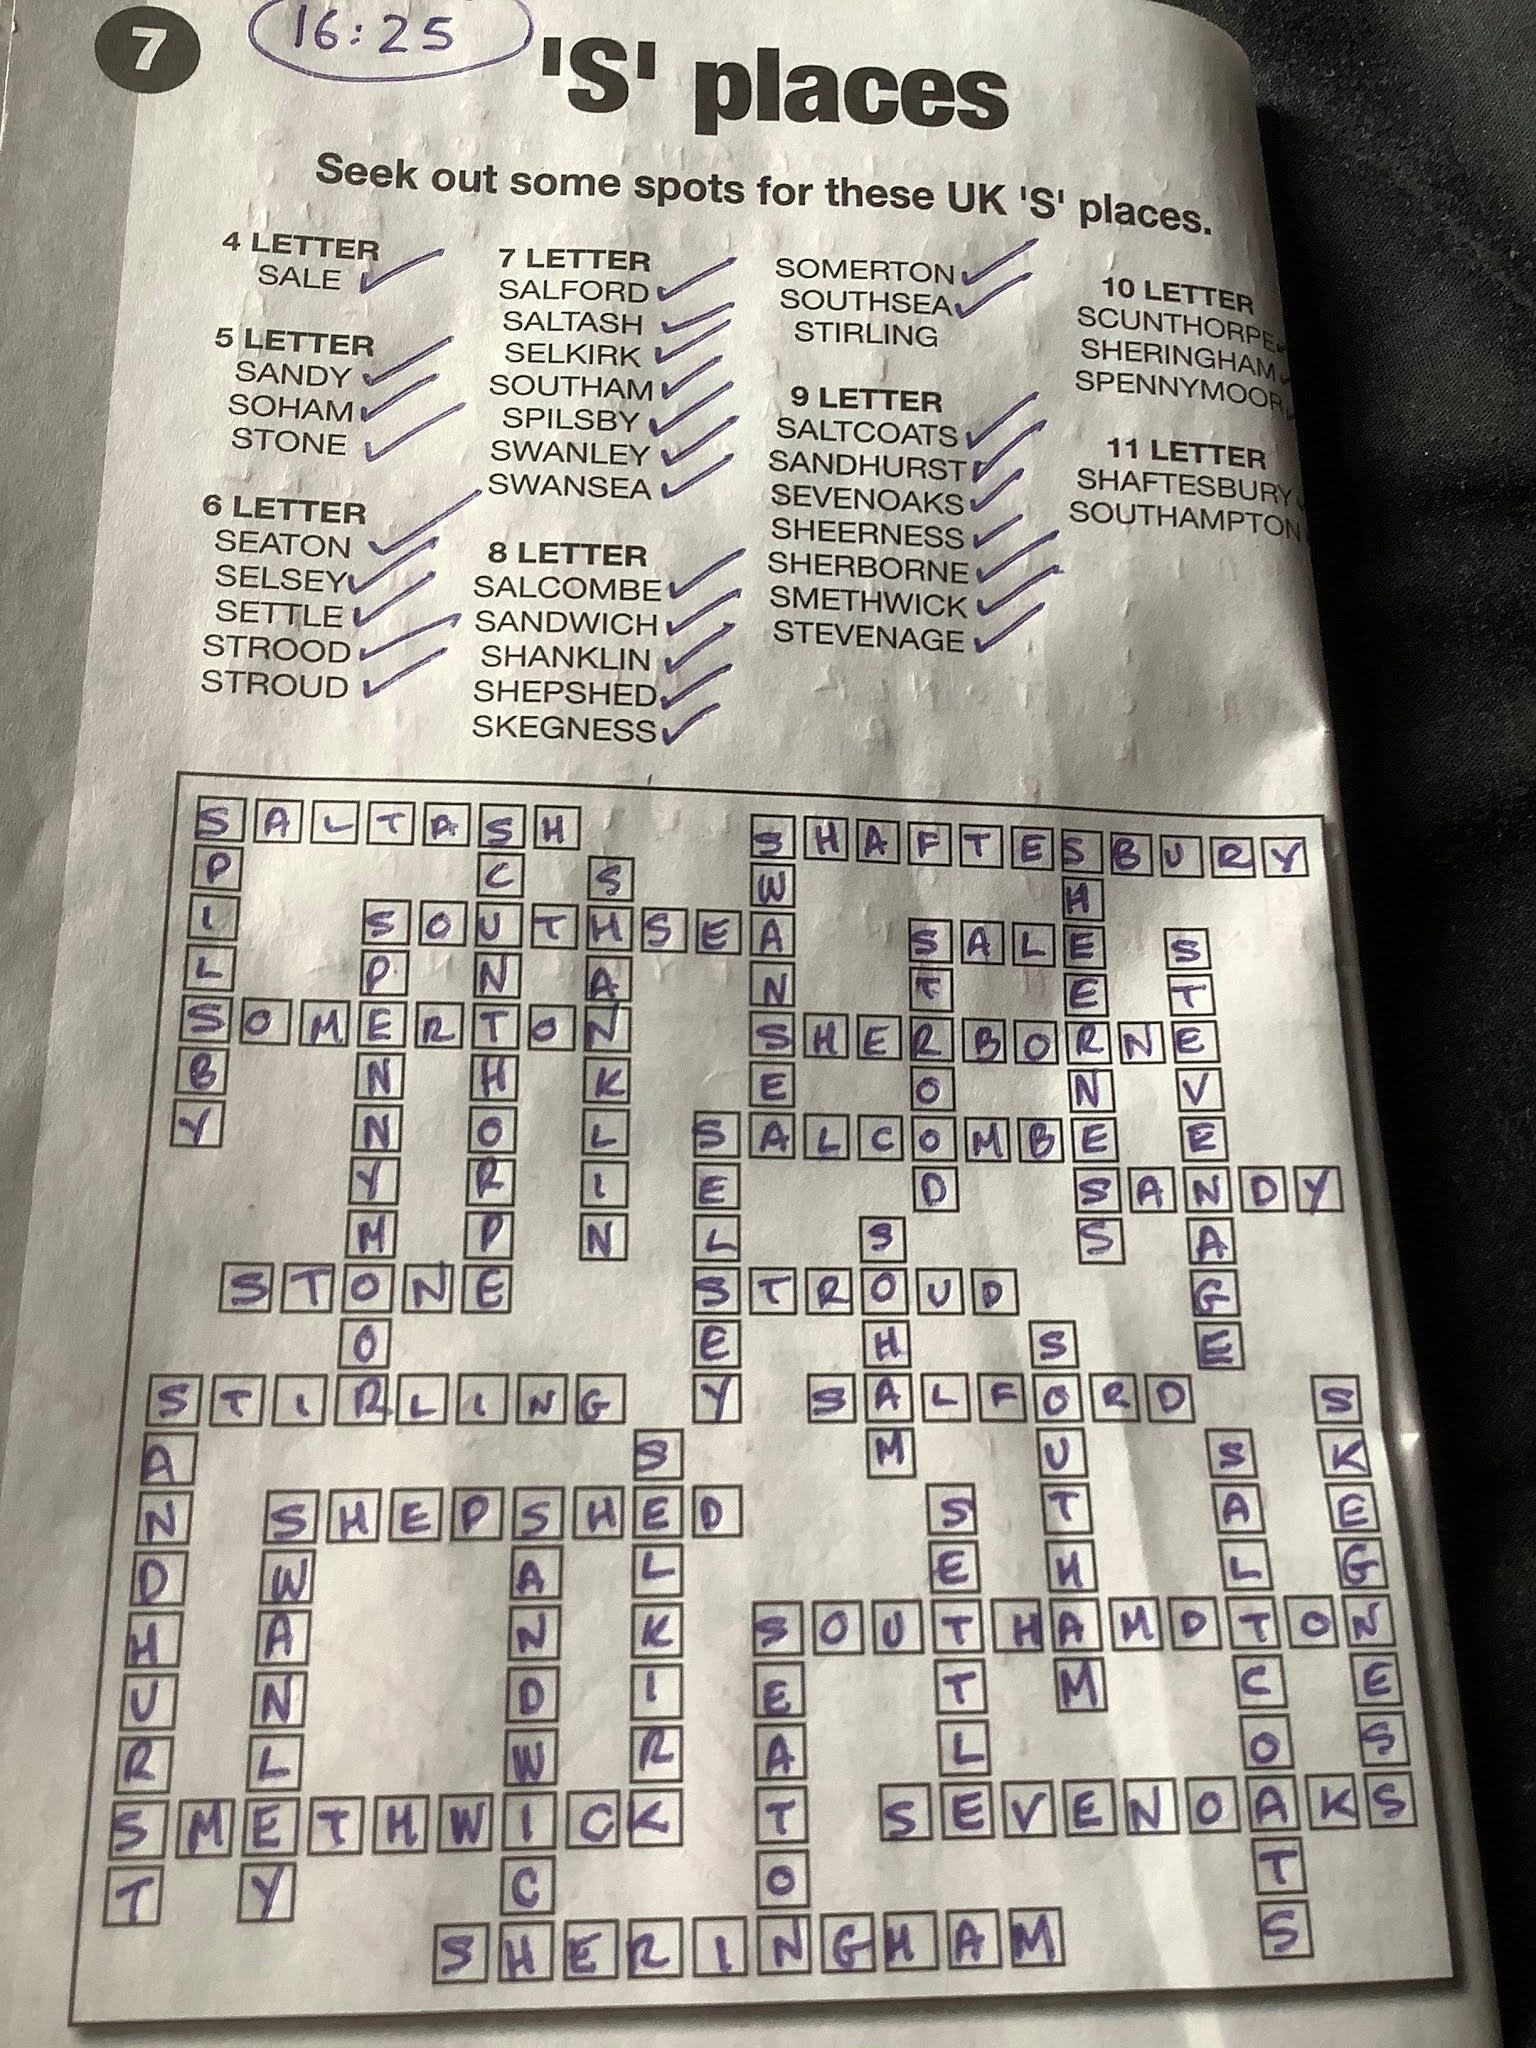 7
16:25
'S' places
Seek out some spots for these UK 'S' places.
4 LETTER
SALE
5 LETTER
SANDY
SOHAM
STONE
6 LETTER
SEATON
SELSEY
SETTLE
STROOD
STROUD
7 LETTER
SALFORD
SALTASH
SELKIRK
SOUTHAM
SPILSBY
SWANLEY
SWANSEA
8 LETTER
SALCOMBE
SANDWICH
SHANKLIN
SHEPSHED
SKEGNESS
SOMERTON
SOUTHSEA
STIRLING
9 LETTER
SALTCOATS
SANDHURST
SEVENOAKS
SHEERNESS
SHERBORNE
SMETHWICK
STEVENAGE
10 LETTER
SCUNTHORPE
SHERINGHAM
SPENNYMOOR
11 LETTER
SHAFTESBURY
SOUTHAMPTON
SALTASH SHAFTESBURY
P C S W H
I SOUTHSEA SALE S
L P N A N T E T
SOMERTON SHERBORNE
B N H K E O N V
Y N O L SALCOMBE E
Y R I E D SANDY
M P N L S S A
STONE STROUD G
O E H S E
STIRLING Y SALFORD S
A S M U S K
N SHEPSHED S T A E
D W A L E H L G
H A N K SOUTHAMDTON
U N D I E T M C E
R L W R A L O S
SMETHWICK T SEVENOAKS
T Y C O T
SHERINGHAM S